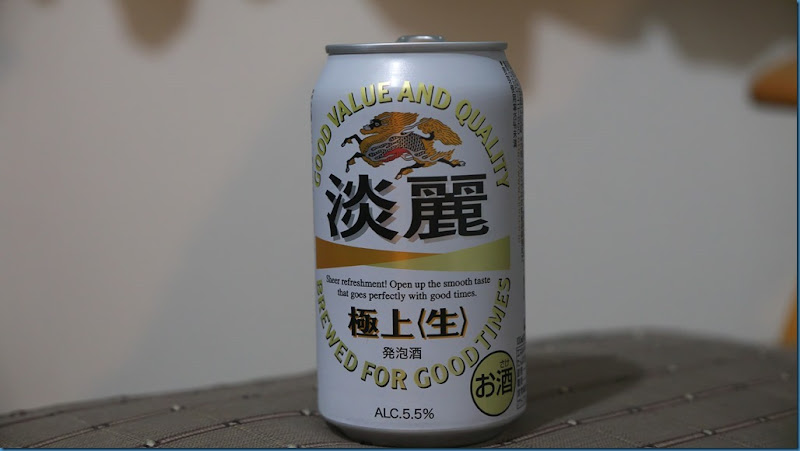 GOOD VALUE AND QUALITY
淡麗
Sheer refreshment! Open up the smooth taste
that goes perfectly with good times.
極上〈生〉
発泡酒
BREWED FOR GOOD TIMES
お酒
ALC.5.5%